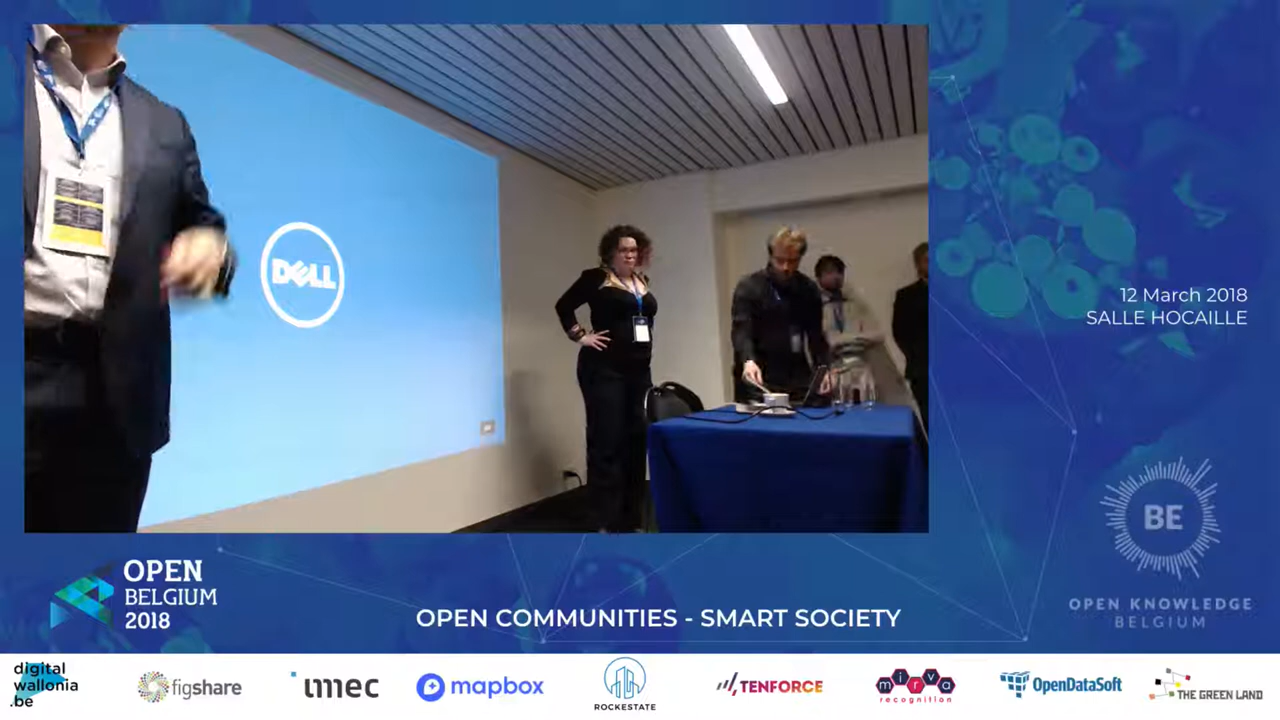 DELL
12 March 2018
SALLE HOCAILLE
BE
OPEN KNOWLEDGE
BELGIUM
OPEN
BELGIUM
2018
OPEN COMMUNITIES - SMART SOCIETY
digital
wallonia
.be
figshare
imec
mapbox
ROCKESTATE
TENFORCE
mirva
recognition
OpenDataSoft
THE GREEN LAND